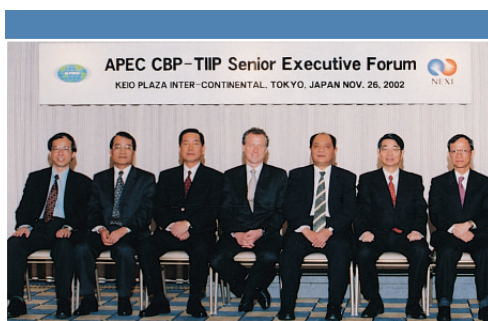 APEC CBP-TIIP Senior Executive Forum
KEIO PLAZA INTER-CONTINENTAL, TOKYO, JAPAN NOV. 26, 2002
NEXI